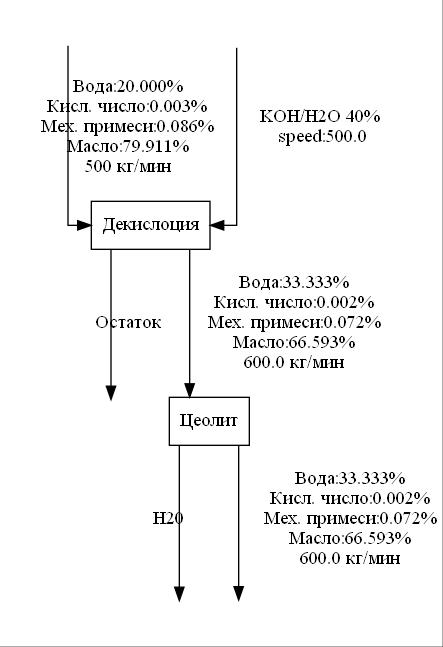 Вода:20.000%
Кисл. число:0.003%
Мех. примеси:0.086%
Масло:79.911%
500 кг/мин
KOH/H2O 40%
speed:500.0
Декислоция
Остаток
Вода:33.333%
Кисл. число:0.002%
Мех. примеси:0.072%
Масло:66.593%
600.0 кг/мин
Цеолит
H20
Вода:33.333%
Кисл. число:0.002%
Мех. примеси:0.072%
Масло:66.593%
600.0 кг/мин